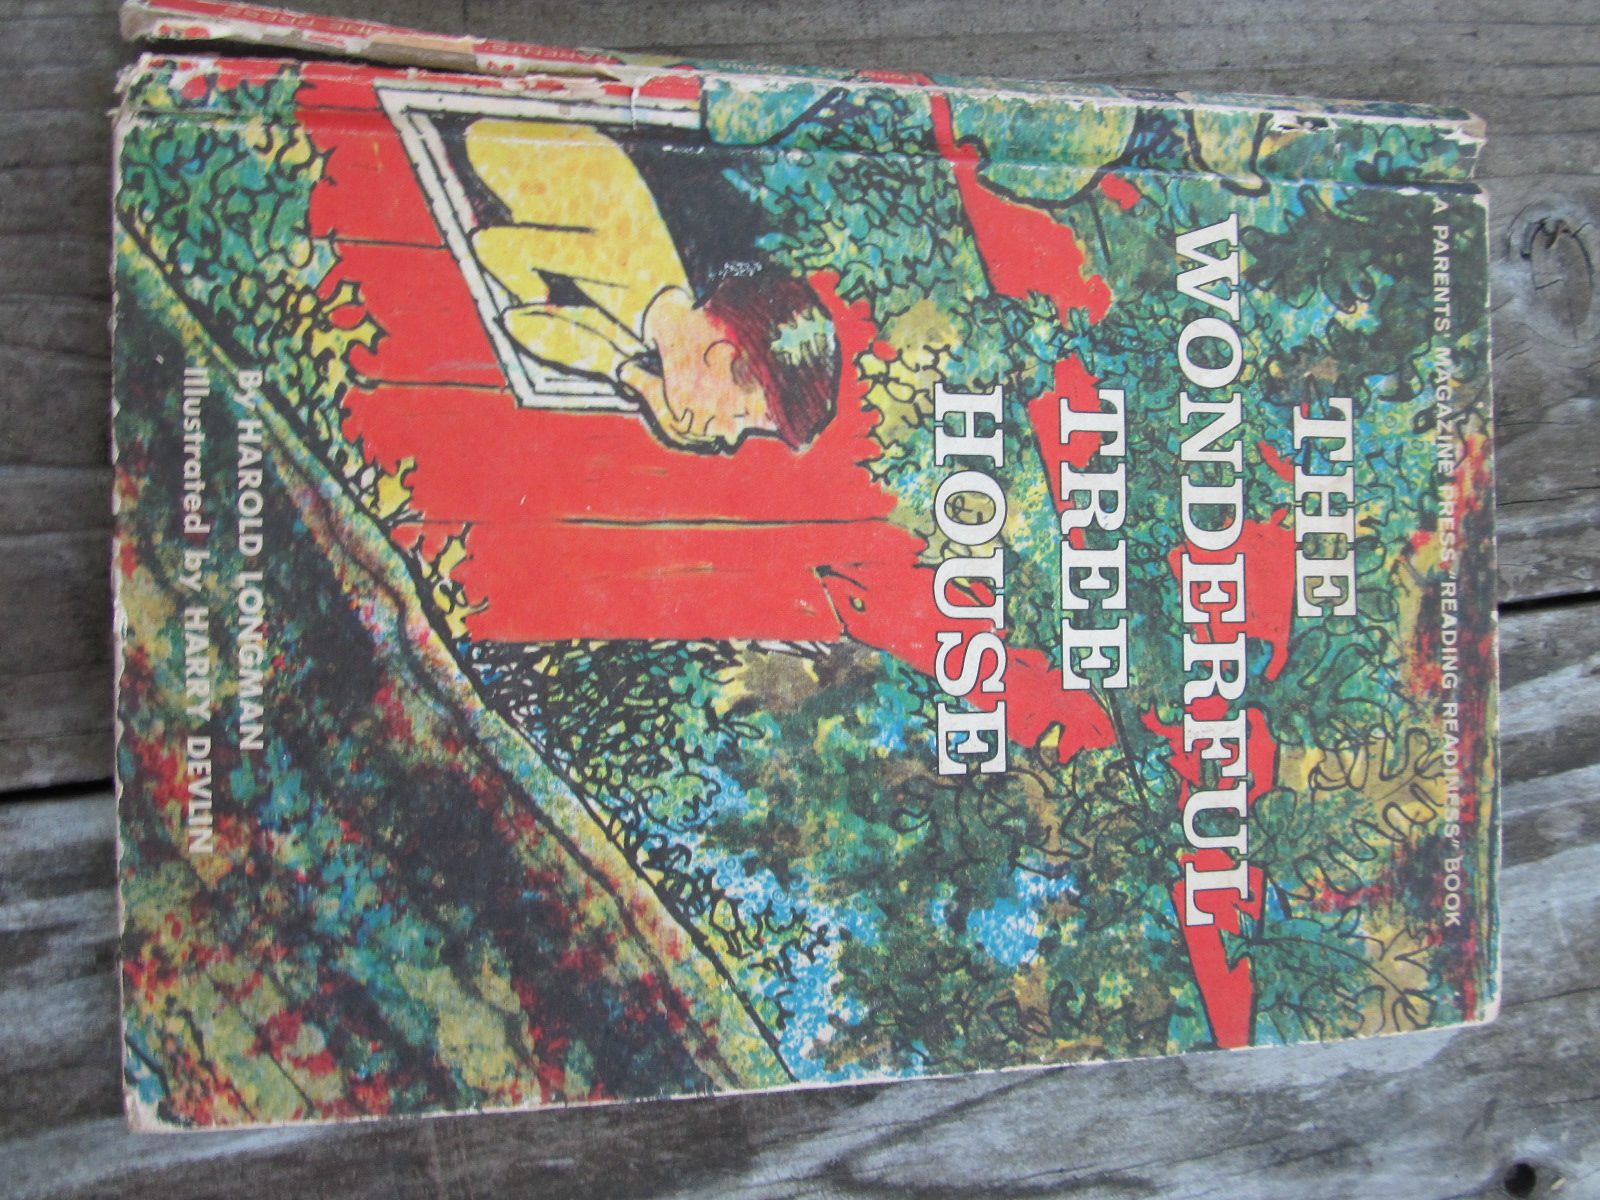 A PARENTS' MAGAZINE PRESS "READING READINESS" BOOK
THE
WONDERFUL
TREE
HOUSE
By HAROLD LONGMAN
Illustrated by HARRY DEVLIN